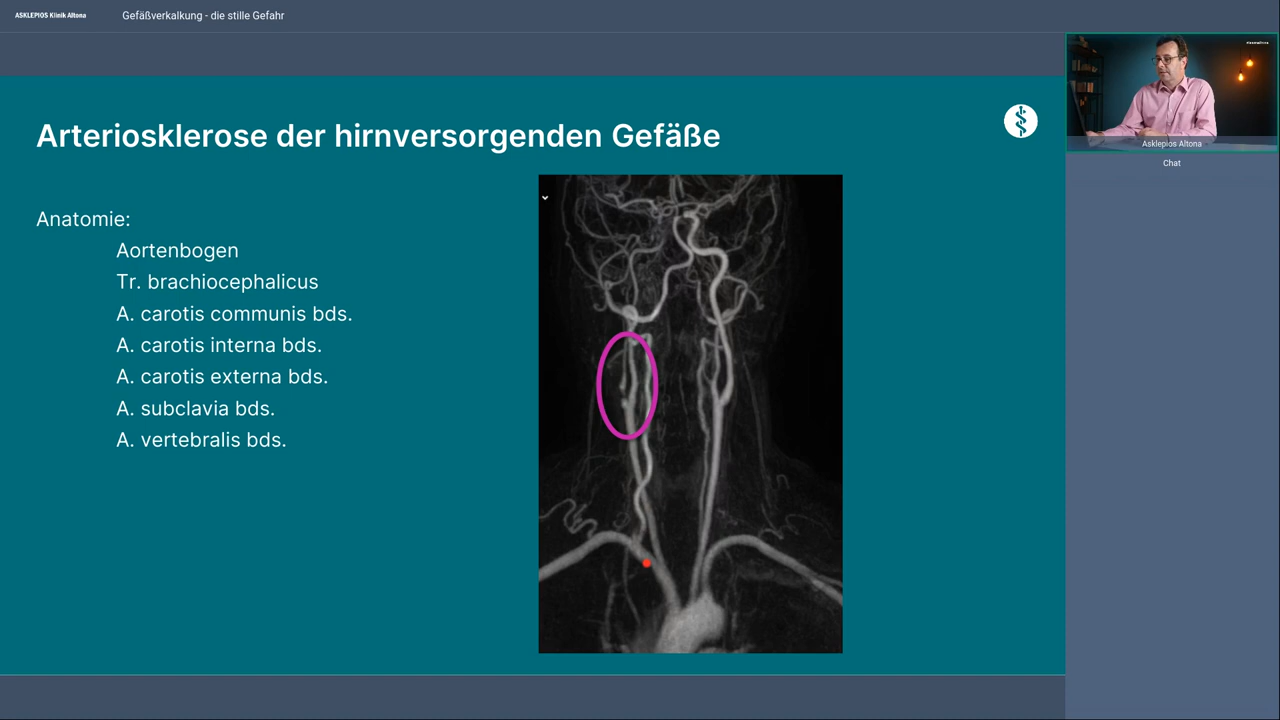 ASKLEPIOS Klinik Altona
Gefäßverkalkung - die stille Gefahr
Arteriosklerose der hirnversorgenden Gefäße
Anatomie:
Aortenbogen
Tr. brachiocephalicus
A. carotis communis bds.
A. carotis interna bds.
A. carotis externa bds.
A. subclavia bds.
A. vertebralis bds.
Asklepios Altona
Chat